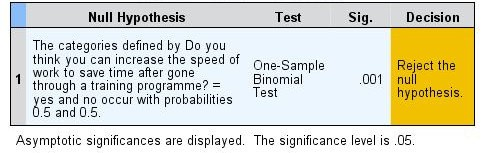 Null Hypothesis Test Sig. Decision
The categories defined by Do you
think you can increase the speed of
work to save time after gone
through a training programme? =
yes and no occur with probabilities
0.5 and 0.5.
1
One-Sample
Binomial
Test
.001
Reject the
null
hypothesis.
Asymptotic significances are displayed. The significance level is .05.